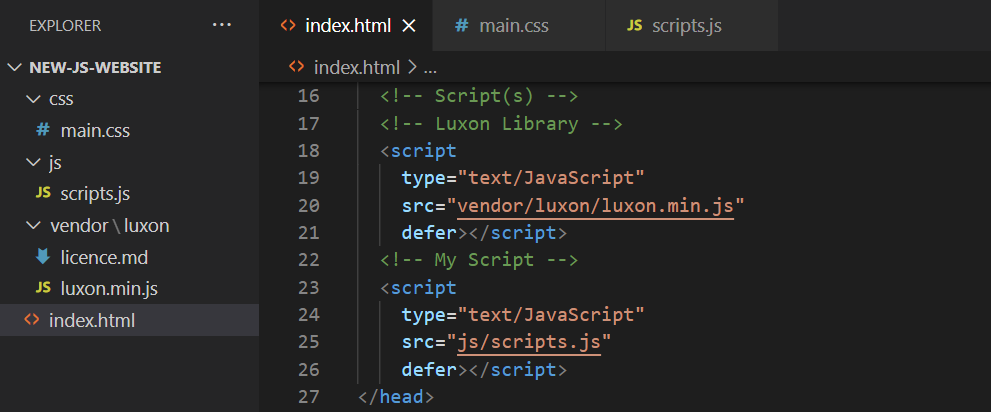 EXPLORER ...
NEW-JS-WEBSITE
css
# main.css
js
JS scripts.js
vendor \ luxon
licence.md
JS luxon.min.js
<> index.html
<> index.html × # main.css JS scripts.js
<> index.html > ...
16 <!-- Script(s) -->
17 <!-- Luxon Library -->
18 <script
19 type="text/JavaScript"
20 src="vendor/luxon/luxon.min.js"
21 defer></script>
22 <!-- My Script -->
23 <script
24 type="text/JavaScript"
25 src="js/scripts.js"
26 defer></script>
27 </head>